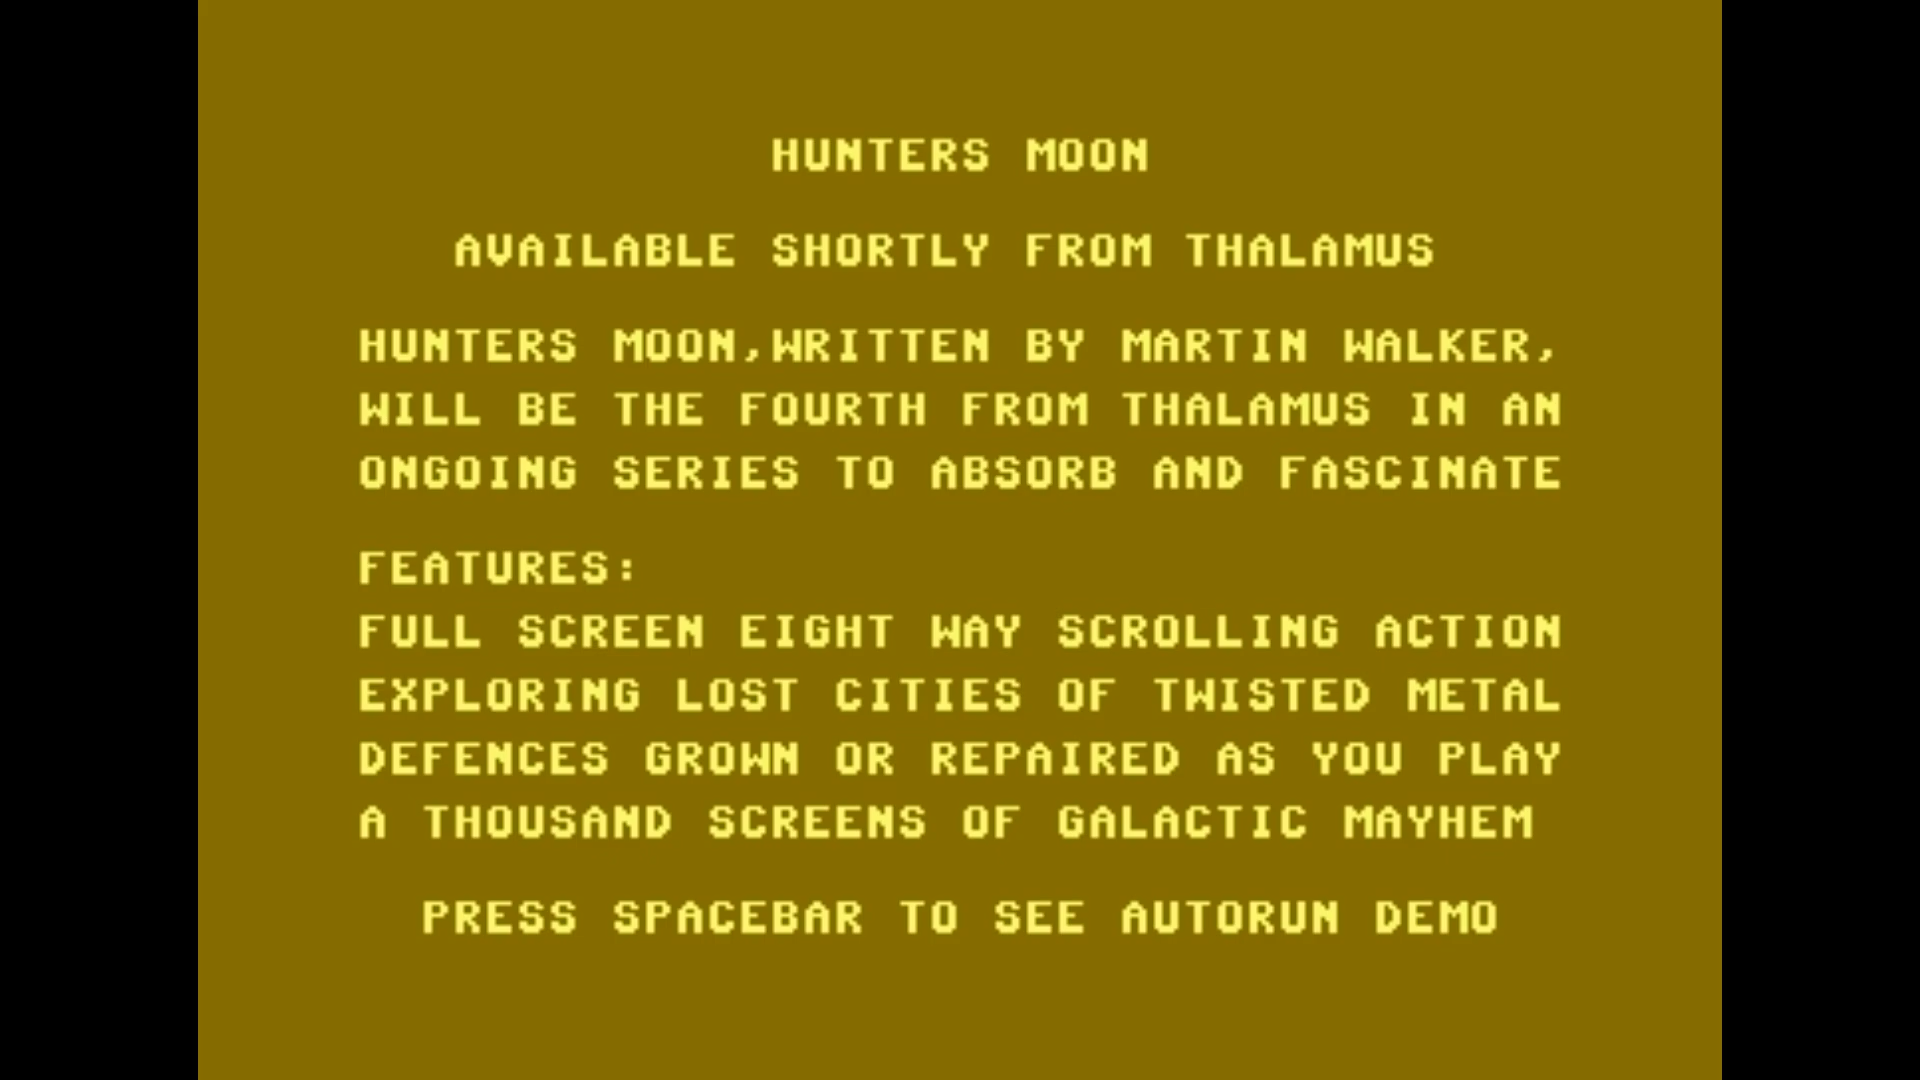 HUNTERS MOON
AVAILABLE SHORTLY FROM THALAMUS
HUNTERS MOON,WRITTEN BY MARTIN WALKER,
WILL BE THE FOURTH FROM THALAMUS IN AN
ONGOING SERIES TO ABSORB AND FASCINATE
FEATURES:
FULL SCREEN EIGHT WAY SCROLLING ACTION
EXPLORING LOST CITIES OF TWISTED METAL
DEFENCES GROWN OR REPAIRED AS YOU PLAY
A THOUSAND SCREENS OF GALACTIC MAYHEM
PRESS SPACEBAR TO SEE AUTORUN DEMO